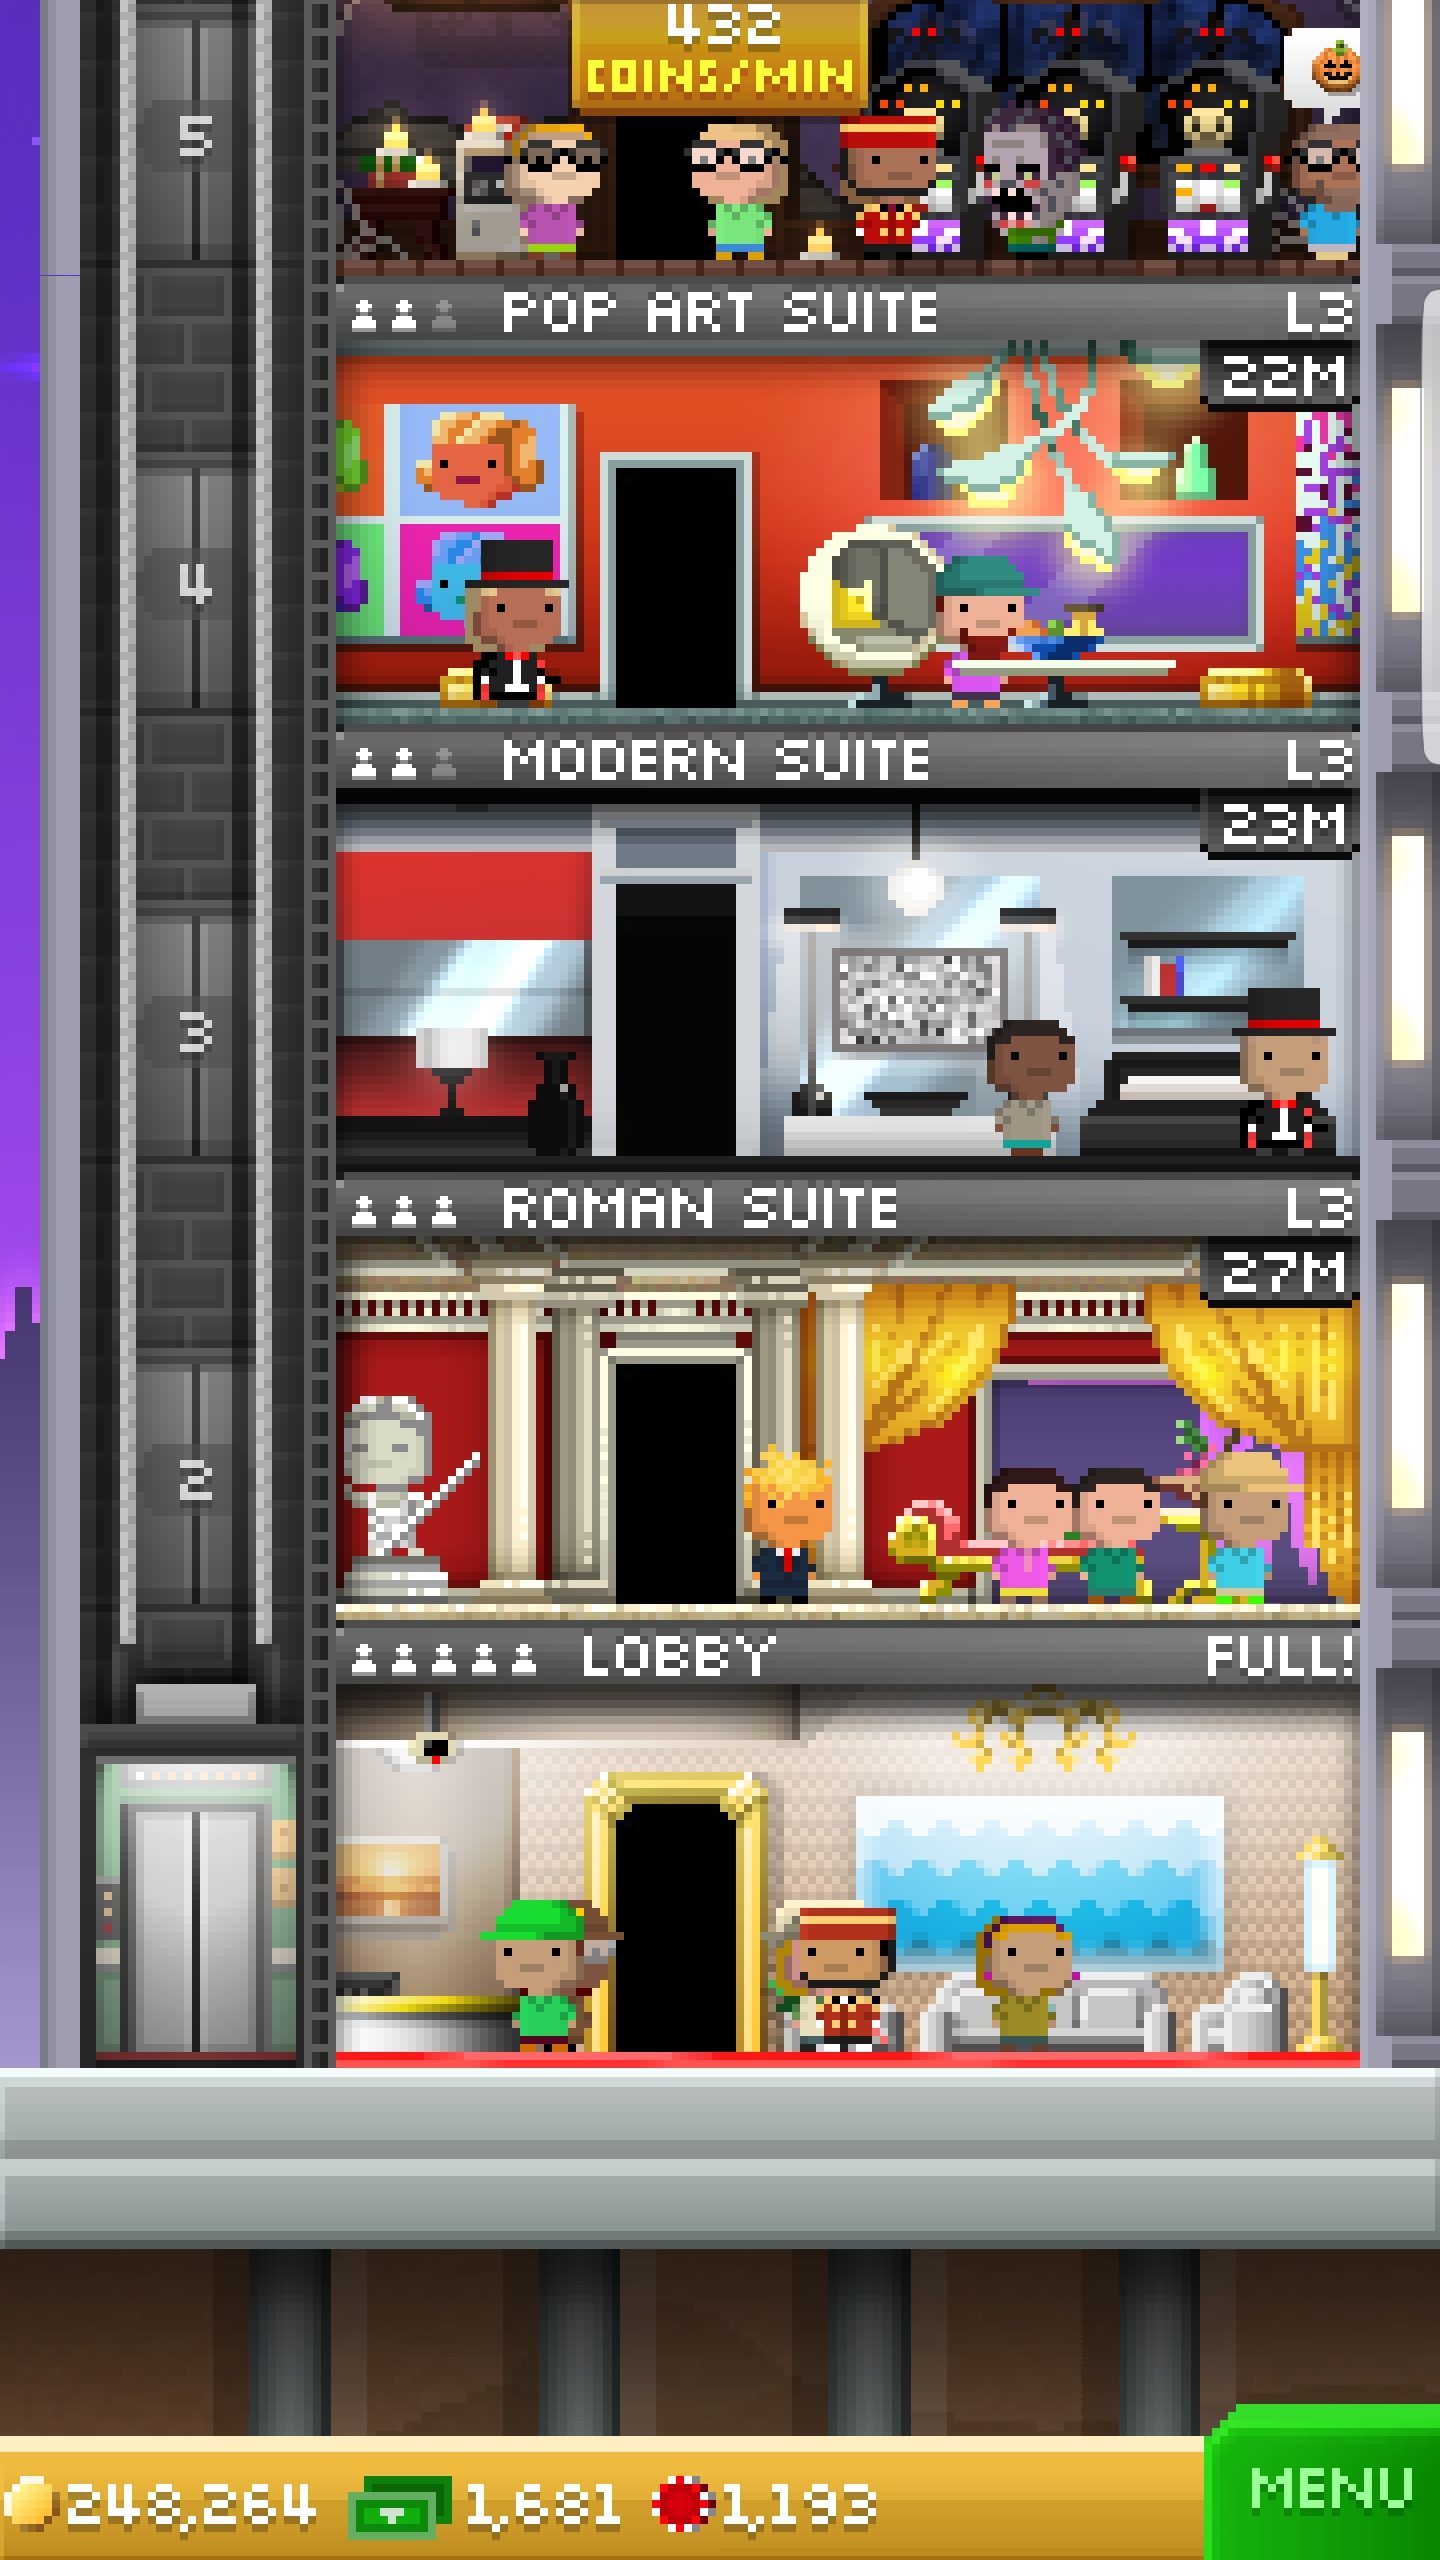 432
COINS/MIN
5
POP ART SUITE L3
22M
4
MODERN SUITE L3
23M
3
ROMAN SUITE L3
27M
2
LOBBY FULL!
248,264 1,681 1,193
MENU